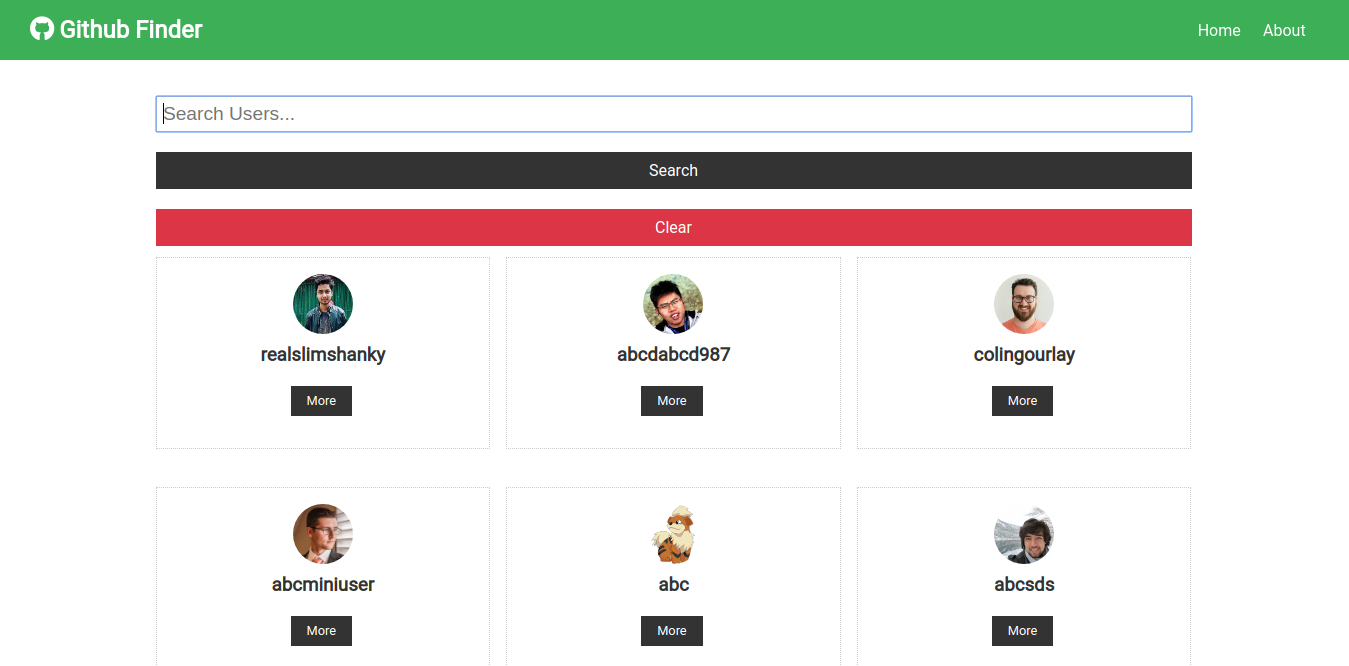 Github Finder
Home About
Search Users...
Search
Clear
realslimshanky abcdabcd987 colingourlay
More More More
abcminiuser abc abcsds
More More More